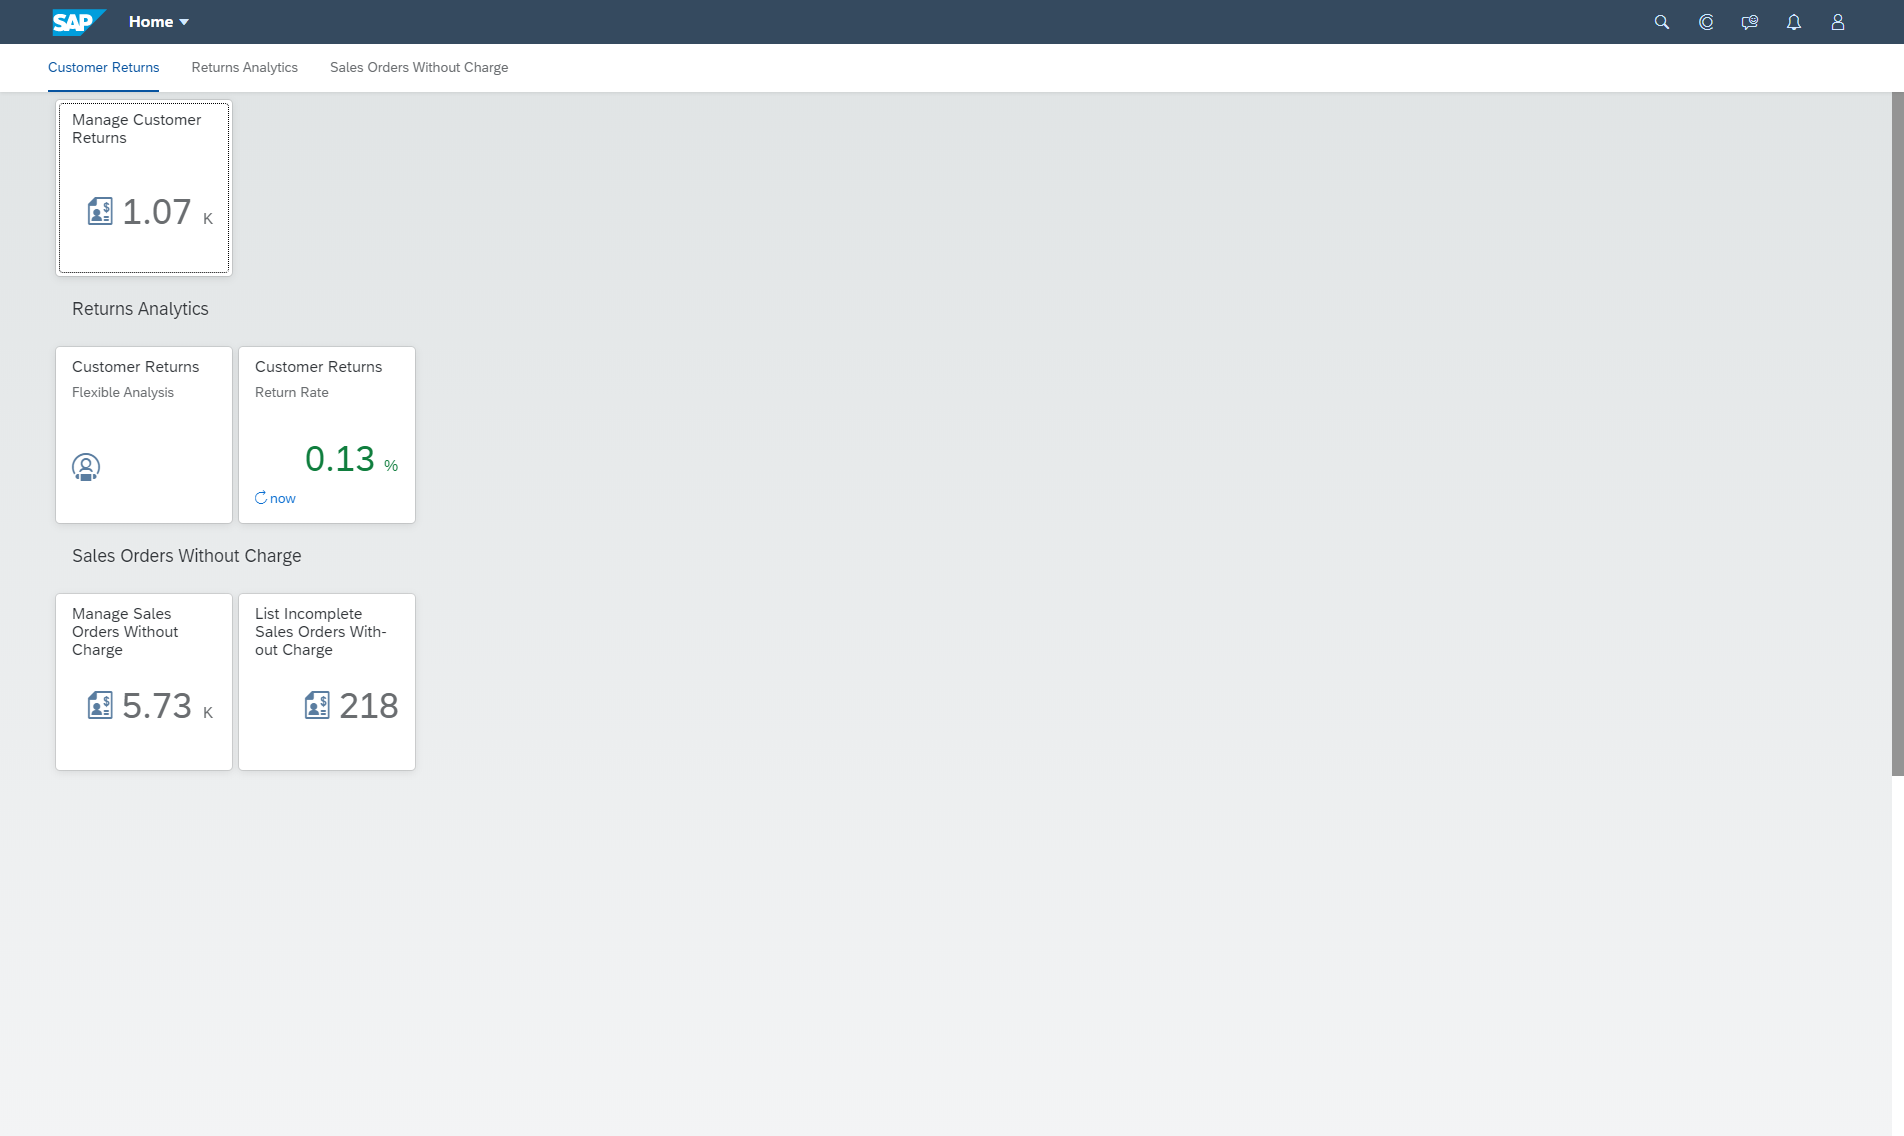 SAP
Home
Customer Returns
Returns Analytics
Sales Orders Without Charge
Manage Customer
Returns
1.07 K
Returns Analytics
Customer Returns
Flexible Analysis
Customer Returns
Return Rate
0.13 %
now
Sales Orders Without Charge
Manage Sales
Orders Without
Charge
5.73 K
List Incomplete
Sales Orders With-
out Charge
218